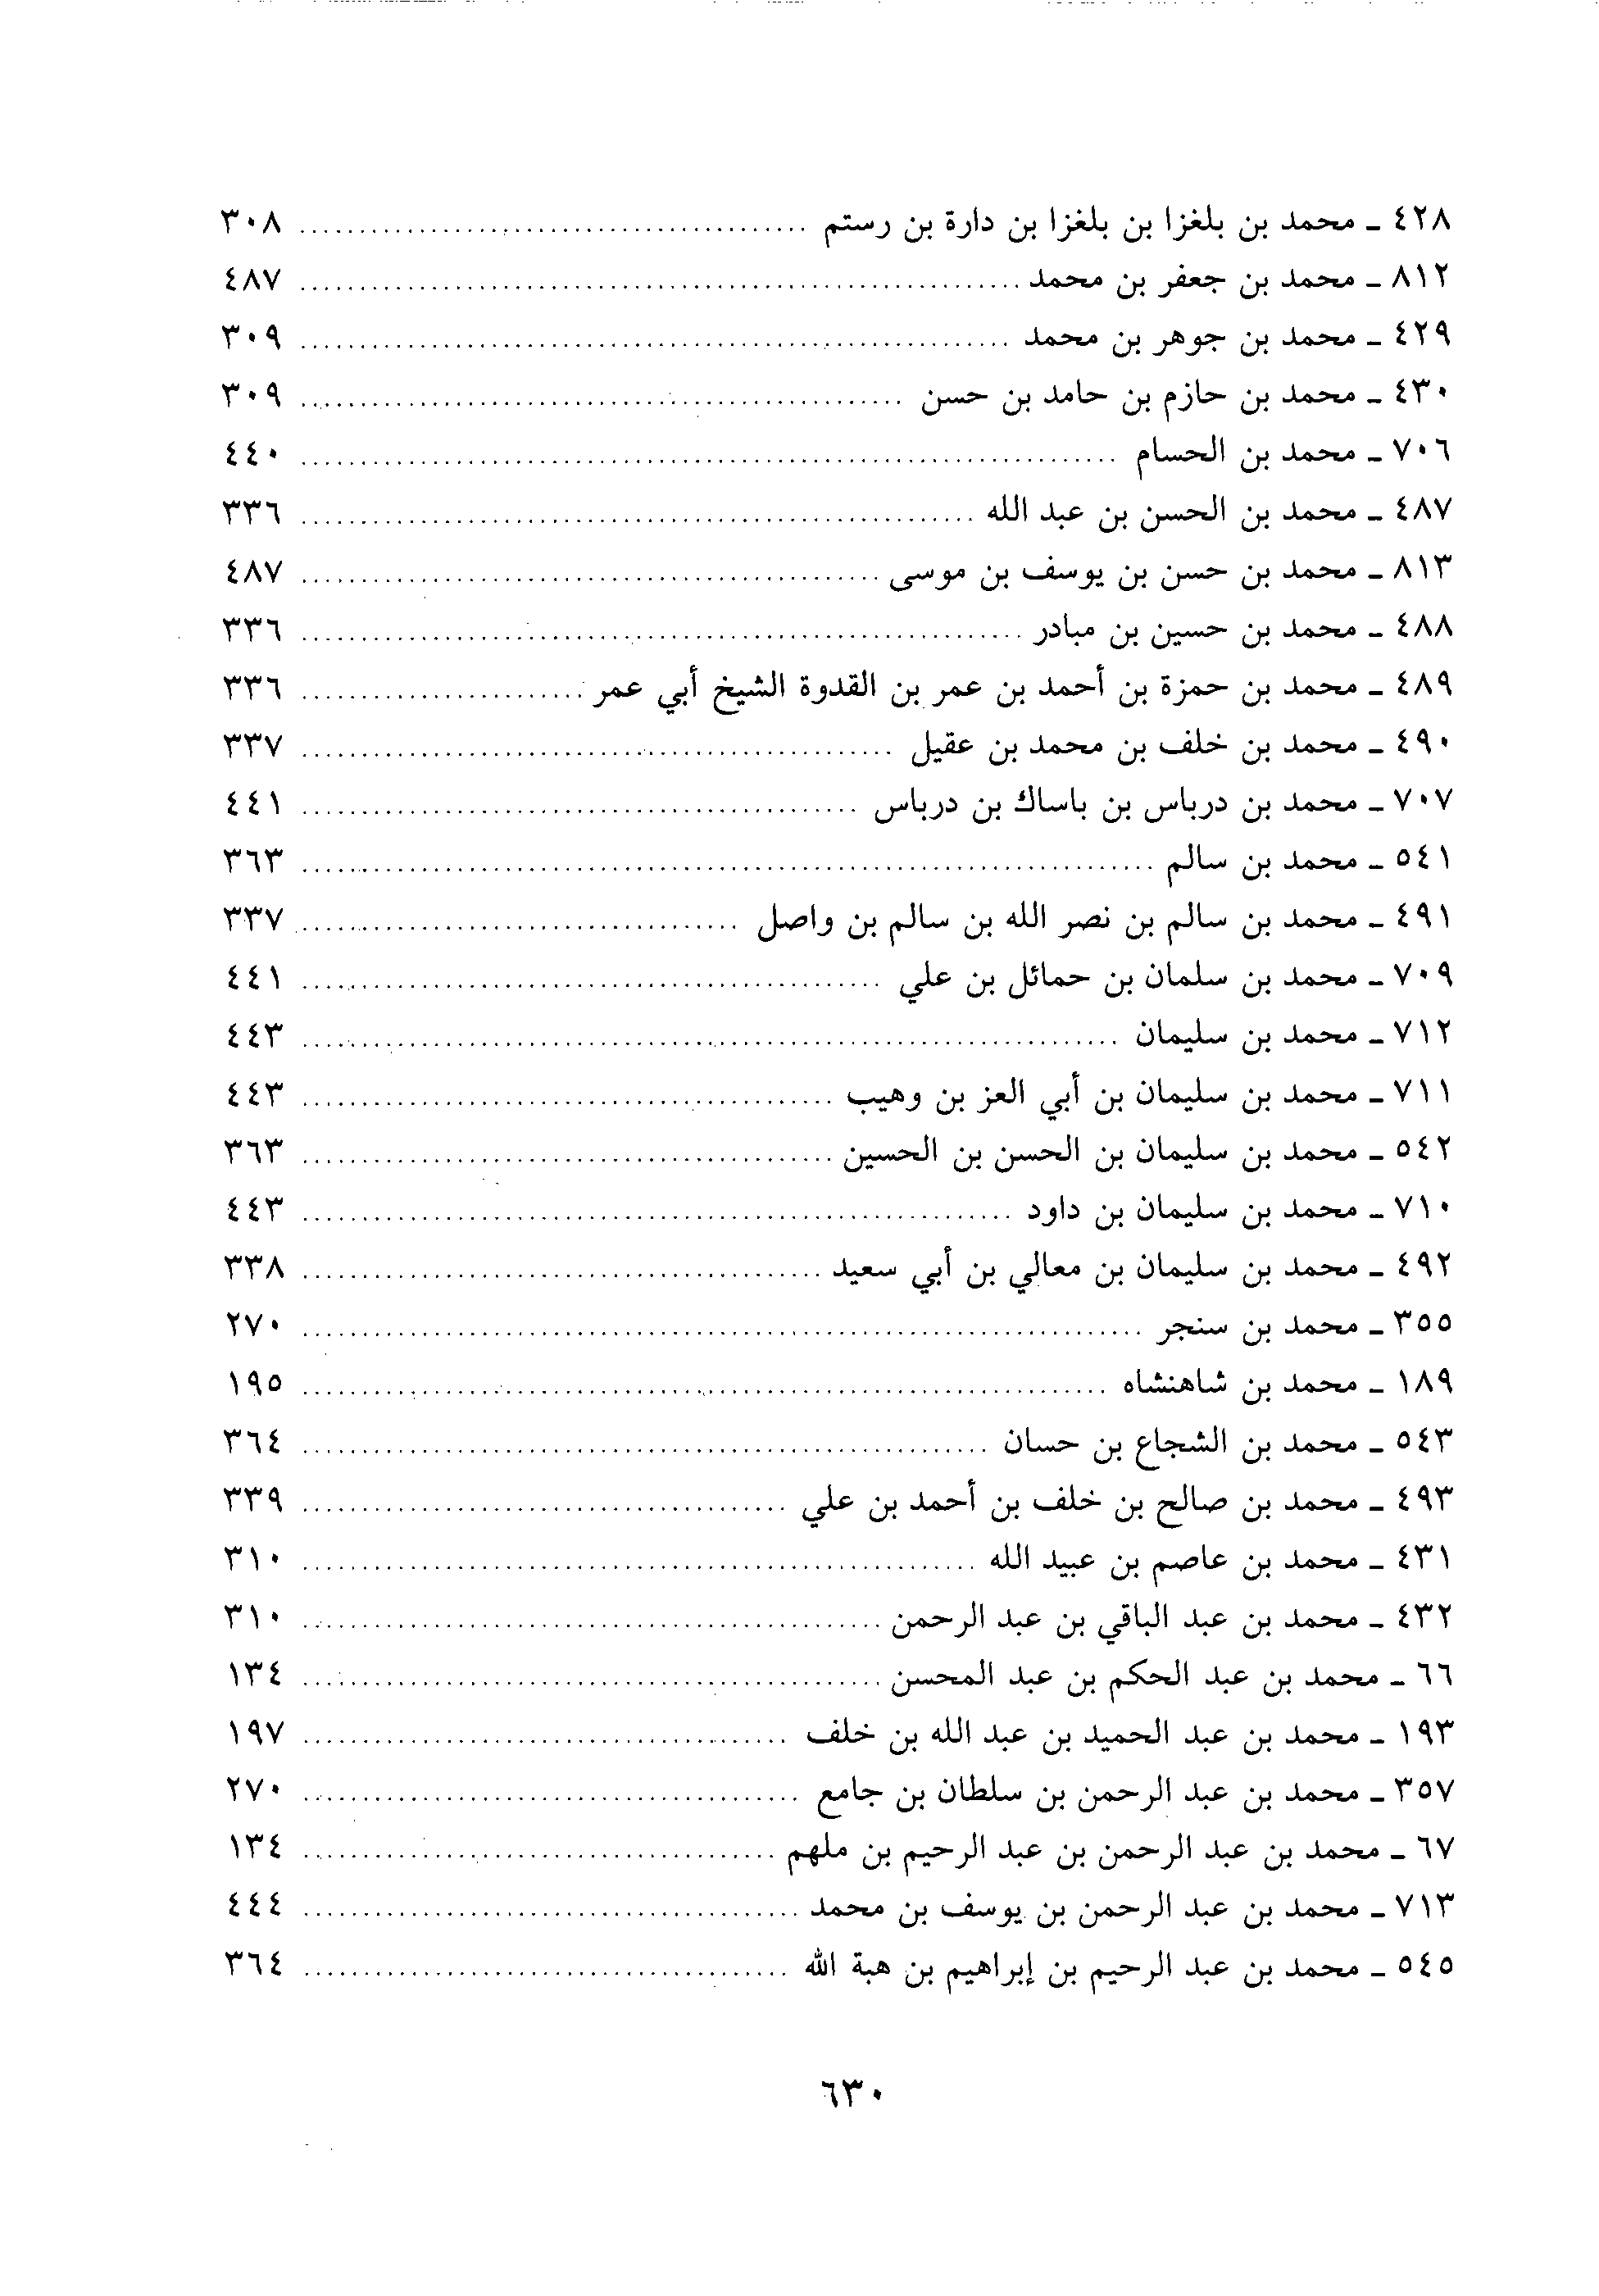 ٤٢٨ ـ محمد بن بلغزا بن بلغزا بن دارة بن رستم ........ ٣٠٨
٨١٢ ـ محمد بن جعفر بن محمد ........ ٤٨٧
٤٢٩ ـ محمد بن جوهر بن محمد ........ ٣٠٩
٤٣٠ ـ محمد بن حازم بن حامد بن حسن ........ ٣٠٩
٧٠٦ ـ محمد بن الحسام ........ ٤٤٠
٤٨٧ ـ محمد بن الحسن بن عبد الله ........ ٣٣٦
٨١٣ ـ محمد بن حسن بن يوسف بن موسى ........ ٤٨٧
٤٨٨ ـ محمد بن حسين بن مبادر ........ ٣٣٦
٤٨٩ ـ محمد بن حمزة بن أحمد بن عمر بن القدوة الشيخ أبي عمر ........ ٣٣٦
٤٩٠ ـ محمد بن خلف بن محمد بن عقيل ........ ٣٣٧
٧٠٧ ـ محمد بن درباس بن باساك بن درباس ........ ٤٤١
٥٤١ ـ محمد بن سالم ........ ٣٦٣
٤٩١ ـ محمد بن سالم بن نصر الله بن سالم بن واصل ........ ٣٣٧
٧٠٩ ـ محمد بن سلمان بن حمائل بن علي ........ ٤٤١
٧١٢ ـ محمد بن سليمان ........ ٤٤٣
٧١١ ـ محمد بن سليمان بن أبي العز بن وهيب ........ ٤٤٣
٥٤٢ ـ محمد بن سليمان بن الحسن بن الحسين ........ ٣٦٣
٧١٠ ـ محمد بن سليمان بن داود ........ ٤٤٣
٤٩٢ ـ محمد بن سليمان بن معالي بن أبي سعيد ........ ٣٣٨
٣٥٥ ـ محمد بن سنجر ........ ٢٧٠
١٨٩ ـ محمد بن شاهنشاه ........ ١٩٥
٥٤٣ ـ محمد بن الشجاع بن حسان ........ ٣٦٤
٤٩٣ ـ محمد بن صالح بن خلف بن أحمد بن علي ........ ٣٣٩
٤٣١ ـ محمد بن عاصم بن عبيد الله ........ ٣١٠
٤٣٢ ـ محمد بن عبد الباقي بن عبد الرحمن ........ ٣١٠
٦٦ ـ محمد بن عبد الحكم بن عبد المحسن ........ ١٣٤
١٩٣ ـ محمد بن عبد الحميد بن عبد الله بن خلف ........ ١٩٧
٣٥٧ ـ محمد بن عبد الرحمن بن سلطان بن جامع ........ ٢٧٠
٦٧ ـ محمد بن عبد الرحمن بن عبد الرحيم بن ملهم ........ ١٣٤
٧١٣ ـ محمد بن عبد الرحمن بن يوسف بن محمد ........ ٤٤٤
٥٤٥ ـ محمد بن عبد الرحيم بن إبراهيم بن هبة الله ........ ٣٦٤
٦٣٠